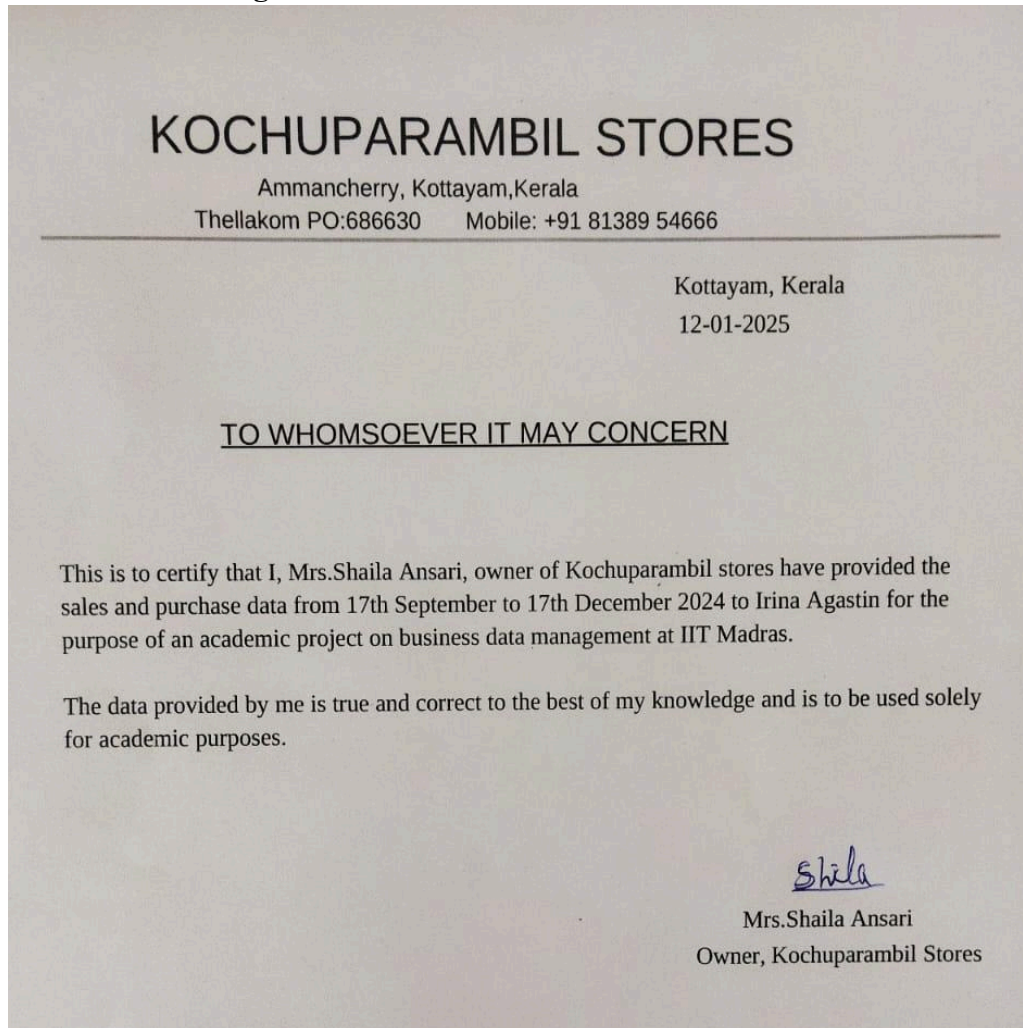 KOCHUPARAMBIL STORES
Ammancherry, Kottayam,Kerala
Thellakom PO:686630 Mobile: +91 81389 54666
Kottayam, Kerala
12-01-2025
TO WHOMSOEVER IT MAY CONCERN
This is to certify that I, Mrs.Shaila Ansari, owner of Kochuparambil stores have provided the
sales and purchase data from 17th September to 17th December 2024 to Irina Agastin for the
purpose of an academic project on business data management at IIT Madras.
The data provided by me is true and correct to the best of my knowledge and is to be used solely
for academic purposes.
Shila
Mrs.Shaila Ansari
Owner, Kochuparambil Stores